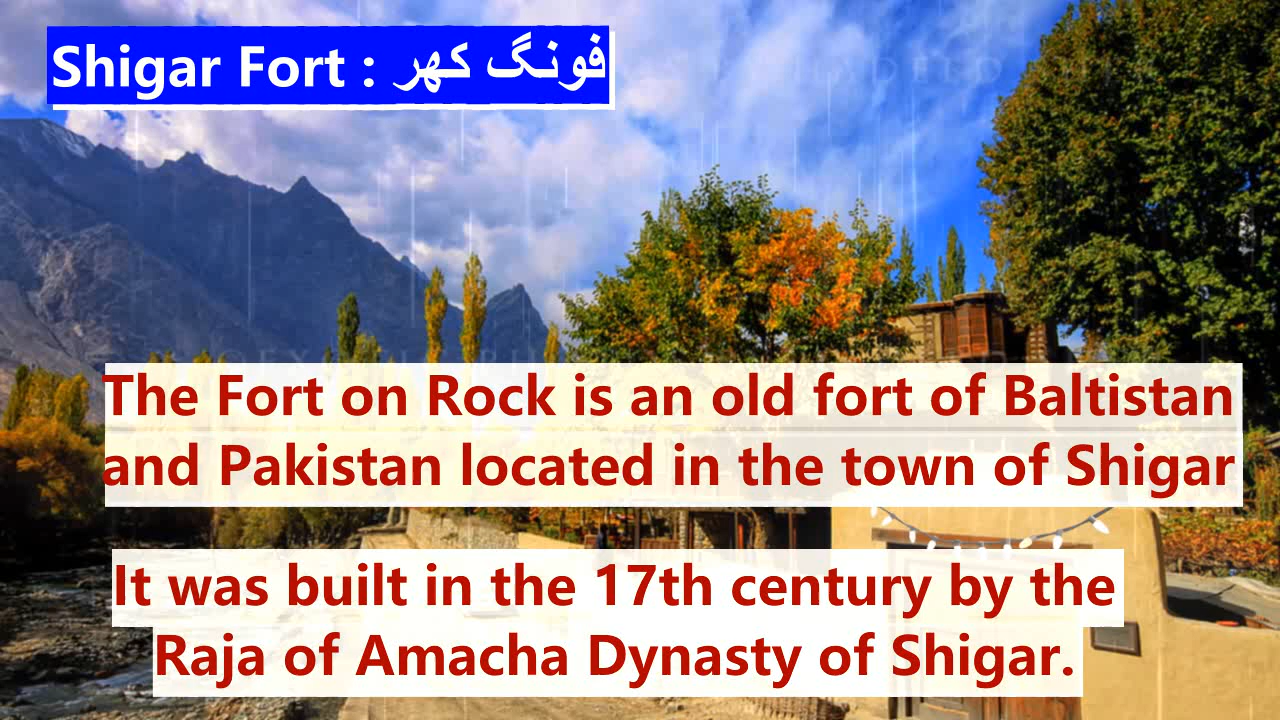 Shigar Fort : فونگ کھر
The Fort on Rock is an old fort of Baltistan
and Pakistan located in the town of Shigar
It was built in the 17th century by the
Raja of Amacha Dynasty of Shigar.